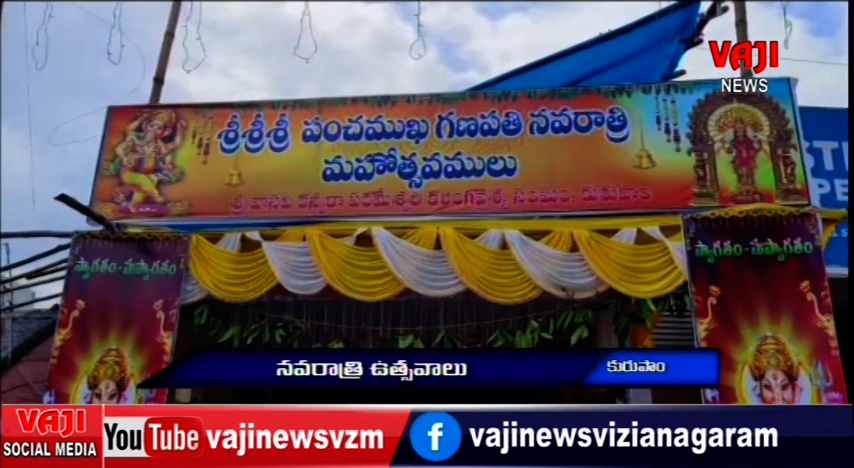 VAJI
NEWS
శ్రీశ్రీశ్రీ పంచముఖ గణపతి నవరాత్రి
మహోత్సవములు
స్వాగతం-సుస్వాగతం
స్వాగతం-సుస్వాగతం
నవరాత్రి ఉత్సవాలు
కురుపాం
VAJI
SOCIAL MEDIA
YouTube vajinewsvzm
f vajinewsvizianagaram